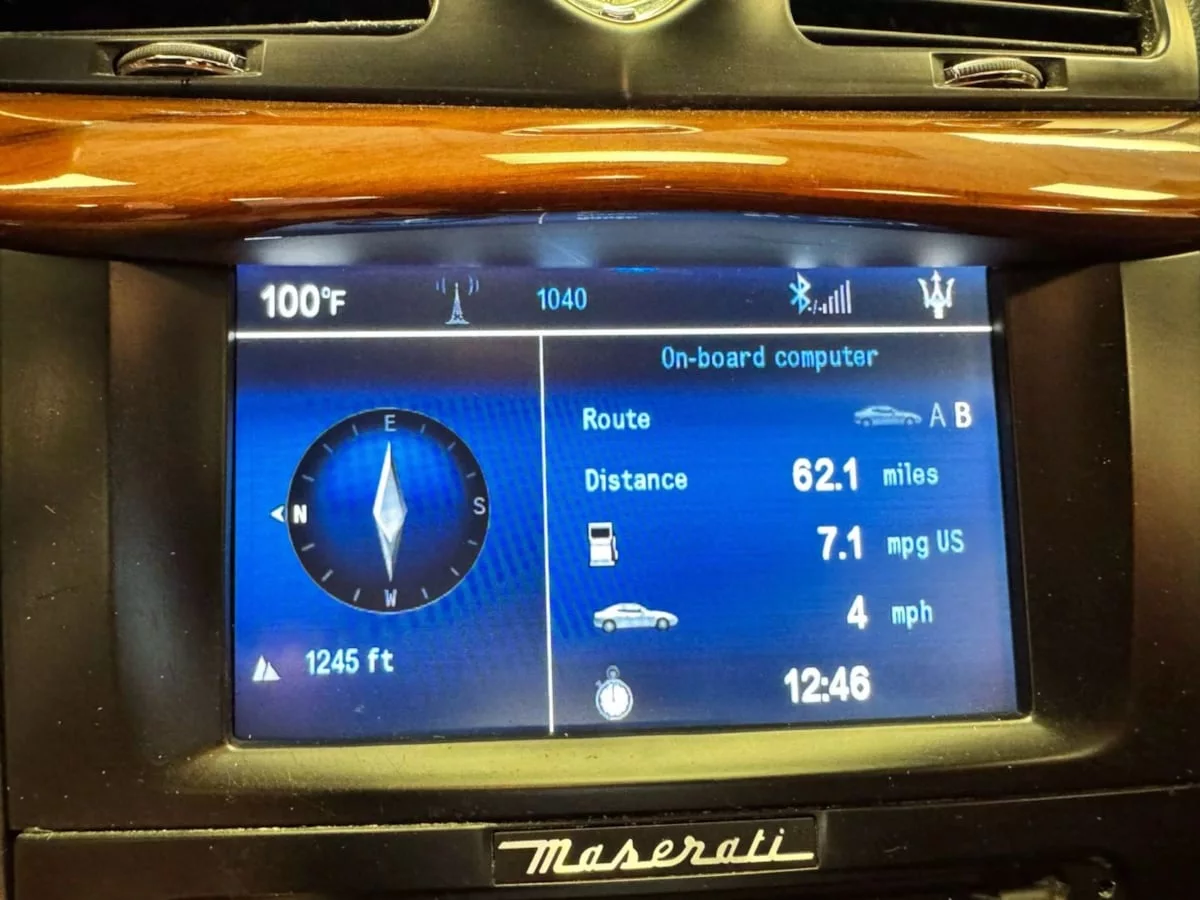 100°F 1040
On-board computer
Route A B
Distance 62.1 miles
7.1 mpg US
4 mph
12:46
E
N
S
W
1245 ft
Maserati